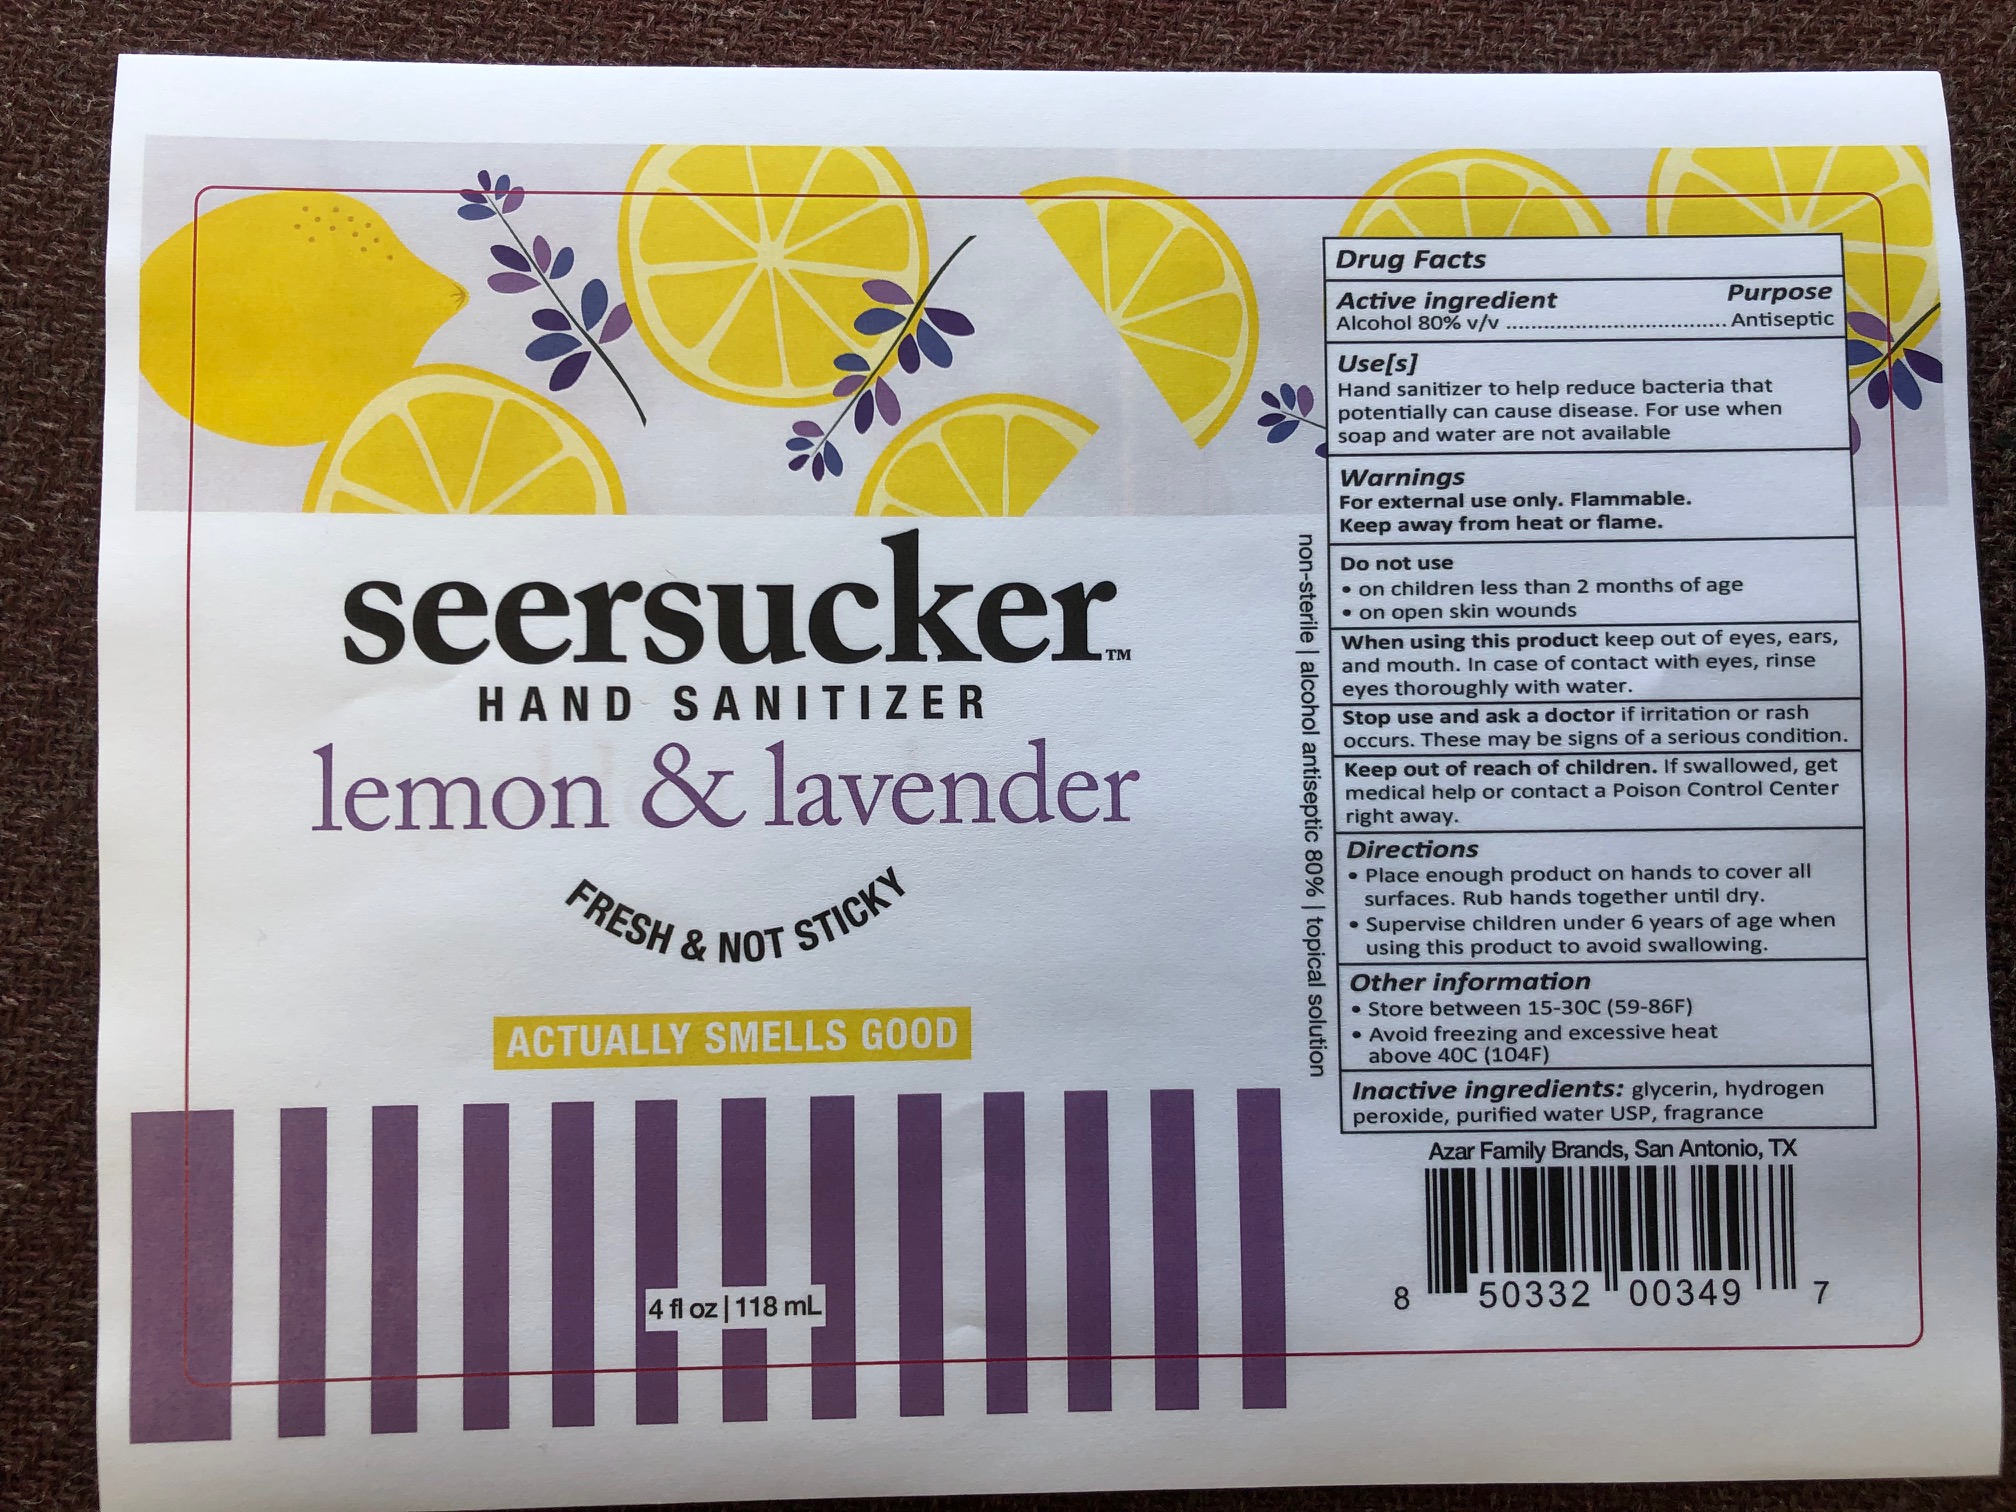 seersucker™
HAND SANITIZER
lemon & lavender
FRESH & NOT STICKY
ACTUALLY SMELLS GOOD
4 fl oz | 118 mL
non-sterile | alcohol antiseptic 80% | topical solution
Drug Facts
Active ingredient Purpose
Alcohol 80% v/v ..................................... Antiseptic
Use[s]
Hand sanitizer to help reduce bacteria that
potentially can cause disease. For use when
soap and water are not available
Warnings
For external use only. Flammable.
Keep away from heat or flame.
Do not use
• on children less than 2 months of age
• on open skin wounds
When using this product keep out of eyes, ears,
and mouth. In case of contact with eyes, rinse
eyes thoroughly with water.
Stop use and ask a doctor if irritation or rash
occurs. These may be signs of a serious condition.
Keep out of reach of children. If swallowed, get
medical help or contact a Poison Control Center
right away.
Directions
• Place enough product on hands to cover all
surfaces. Rub hands together until dry.
• Supervise children under 6 years of age when
using this product to avoid swallowing.
Other information
• Store between 15-30C (59-86F)
• Avoid freezing and excessive heat
above 40C (104F)
Inactive ingredients: glycerin, hydrogen
peroxide, purified water USP, fragrance
Azar Family Brands, San Antonio, TX
8 50332 00349 7